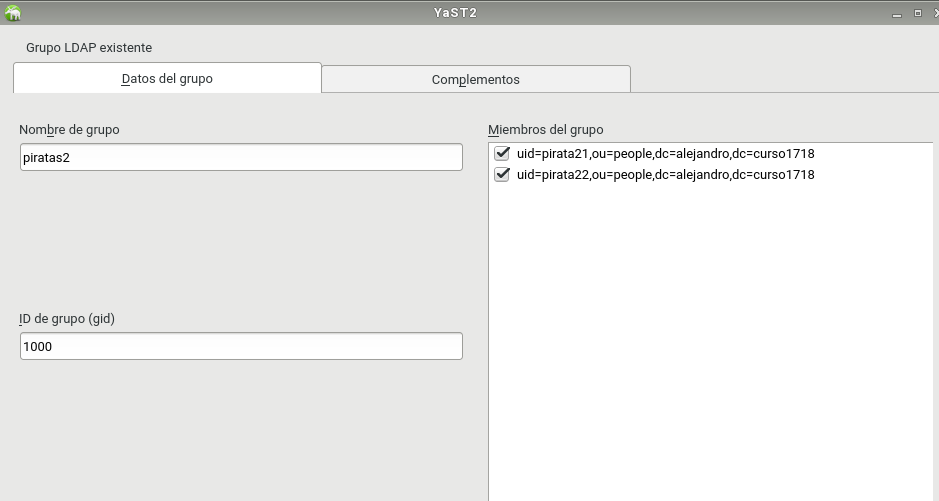 YaST2
Grupo LDAP existente
Datos del grupo
Complementos
Nombre de grupo
piratas2
ID de grupo (gid)
1000
Miembros del grupo
uid=pirata21,ou=people,dc=alejandro,dc=curso1718
uid=pirata22,ou=people,dc=alejandro,dc=curso1718